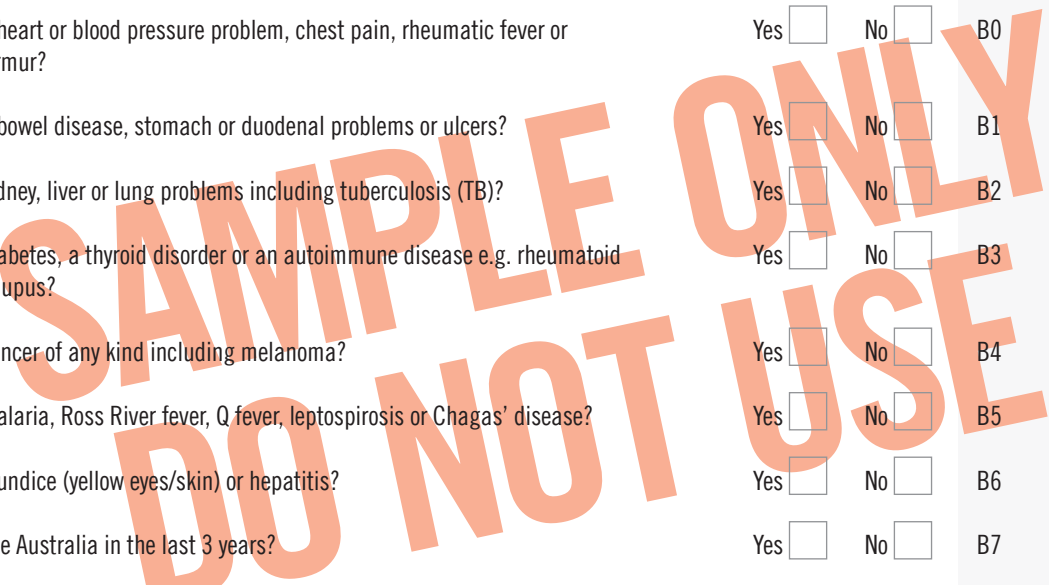 heart or blood pressure problem, chest pain, rheumatic fever or Yes No B0
rmur?
bowel disease, stomach or duodenal problems or ulcers? Yes No B1
dney, liver or lung problems including tuberculosis (TB)? Yes No B2
abetes, a thyroid disorder or an autoimmune disease e.g. rheumatoid Yes No B3
upus?
ncer of any kind including melanoma? Yes No B4
alaria, Ross River fever, Q fever, leptospirosis or Chagas' disease? Yes No B5
undice (yellow eyes/skin) or hepatitis? Yes No B6
e Australia in the last 3 years? Yes No B7
SAMPLE ONLY
DO NOT USE